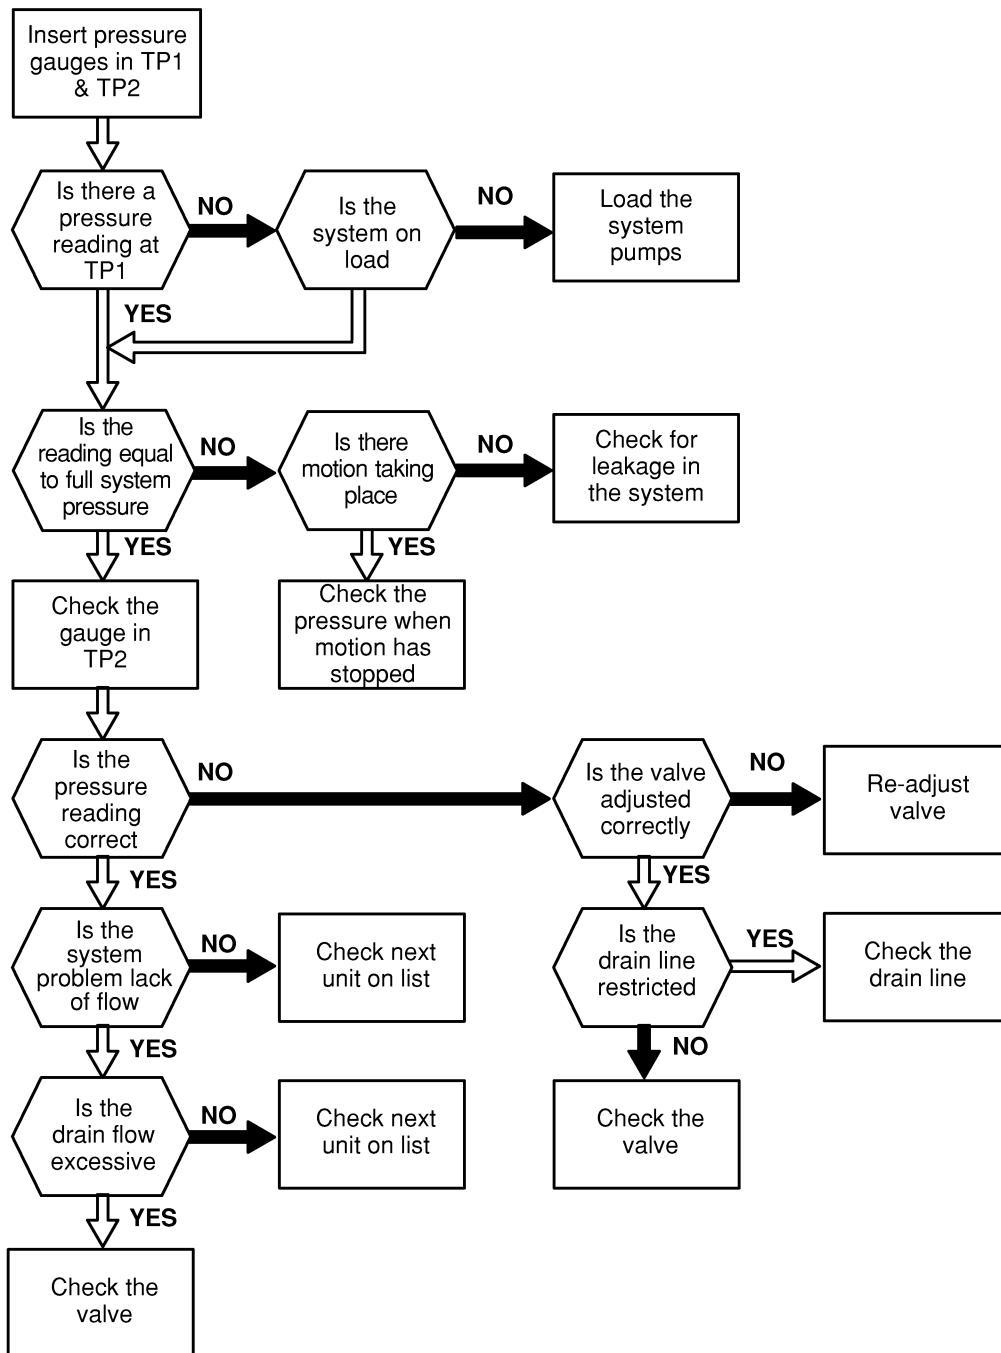 Insert pressure
gauges in TP1
& TP2
Is there a
pressure
reading at
TP1
NO
Is the
system on
load
NO
Load the
system
pumps
YES
Is the
reading equal
to full system
pressure
NO
Is there
motion taking
place
NO
Check for
leakage in
the system
YES
YES
Check the
gauge in
TP2
Check the
pressure when
motion has
stopped
Is the
pressure
reading
correct
NO
Is the valve
adjusted
correctly
NO
Re-adjust
valve
YES
YES
Is the
system
problem lack
of flow
NO
Check next
unit on list
Is the
drain line
restricted
YES
Check the
drain line
YES
NO
Is the
drain flow
excessive
NO
Check next
unit on list
Check the
valve
YES
Check the
valve